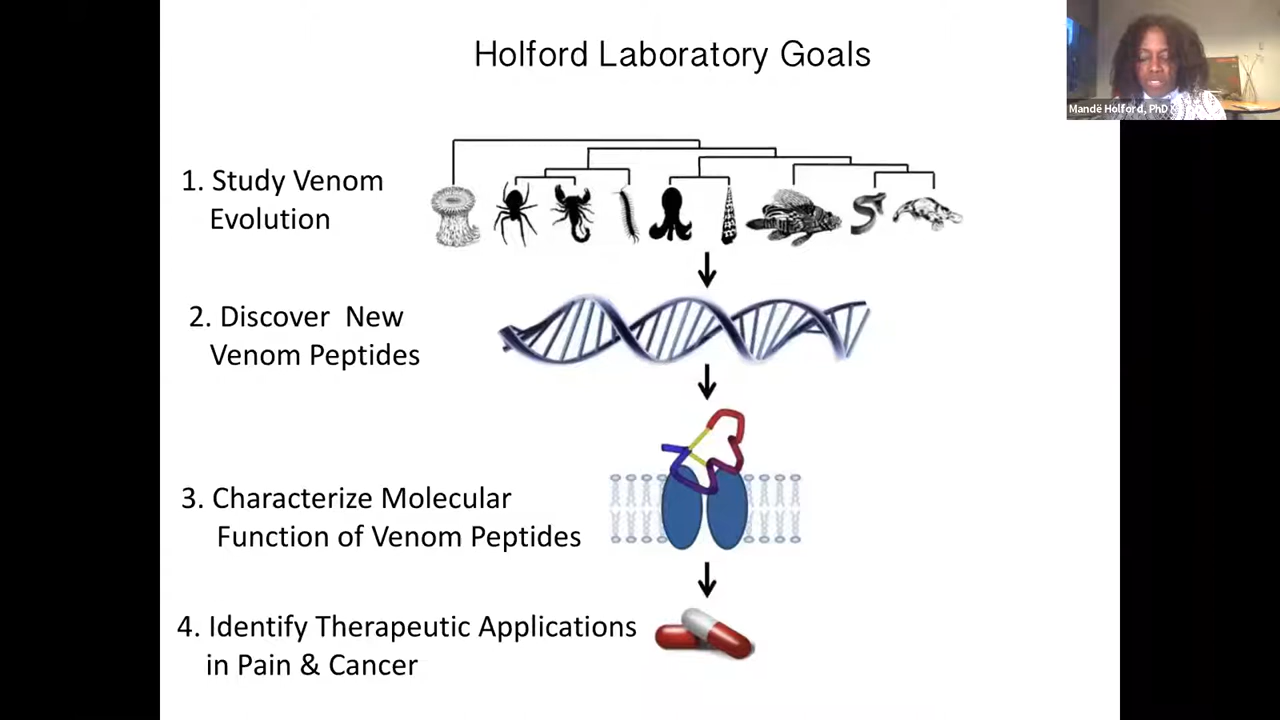 Holford Laboratory Goals
Mandë Holford, PhD
1. Study Venom
Evolution
2. Discover  New
Venom Peptides
3. Characterize Molecular
Function of Venom Peptides
4. Identify Therapeutic Applications
in Pain & Cancer